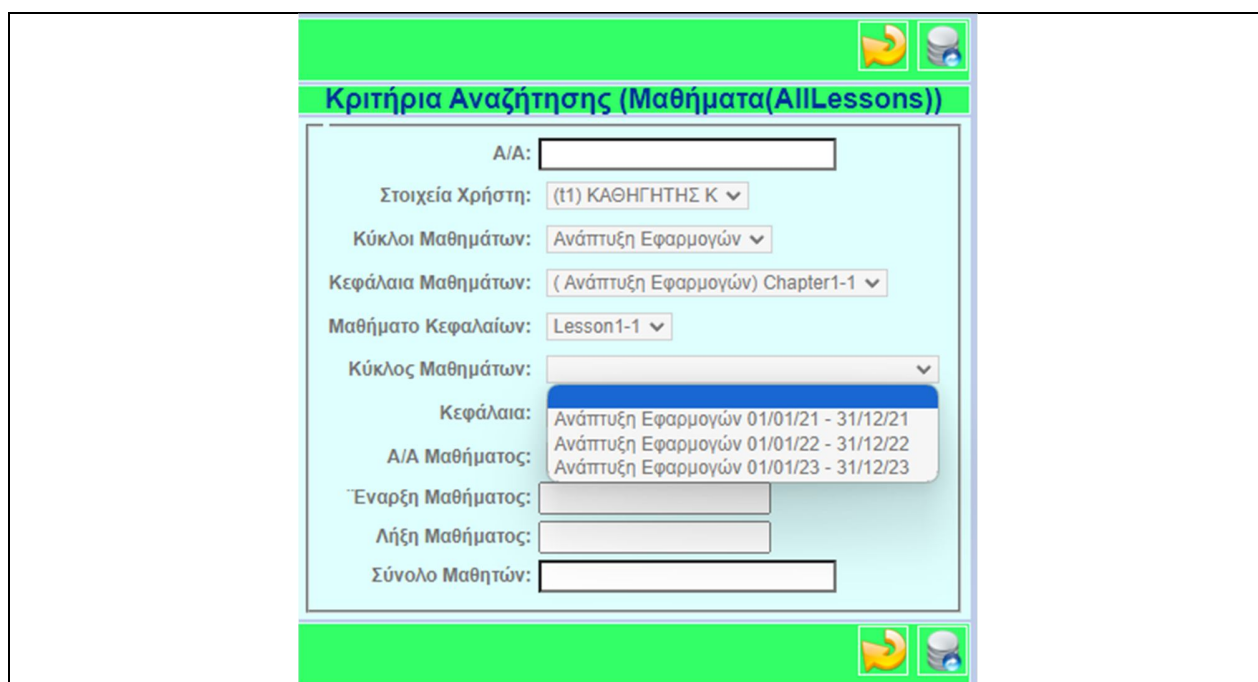 Κριτήρια Αναζήτησης (Μαθήματα(AllLessons))
Α/Α:
Στοιχεία Χρήστη: (t1) ΚΑΘΗΓΗΤΗΣ Κ
Κύκλοι Μαθημάτων: Ανάπτυξη Εφαρμογών
Κεφάλαια Μαθημάτων: ( Ανάπτυξη Εφαρμογών) Chapter1-1
Μαθήματο Κεφαλαίων: Lesson1-1
Κύκλος Μαθημάτων:
Κεφάλαια:
Ανάπτυξη Εφαρμογών 01/01/21 - 31/12/21
Ανάπτυξη Εφαρμογών 01/01/22 - 31/12/22
Α/Α Μαθήματος:
Ανάπτυξη Εφαρμογών 01/01/23 - 31/12/23
Έναρξη Μαθήματος:
Λήξη Μαθήματος:
Σύνολο Μαθητών: